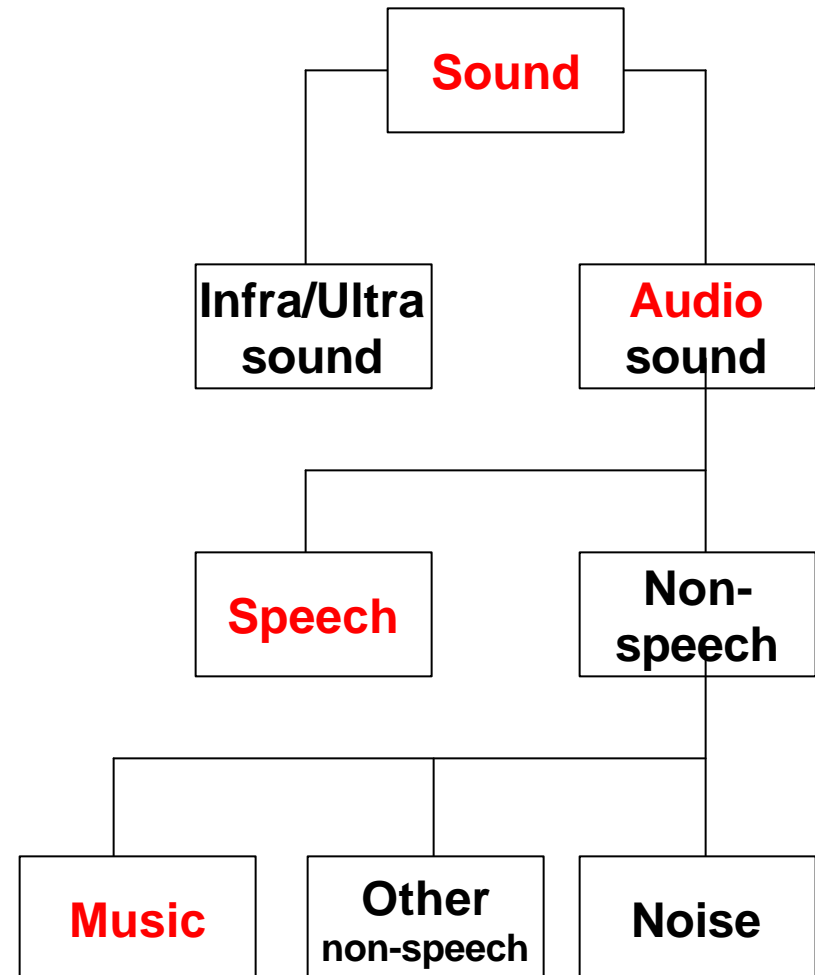 Sound
Infra/Ultra
sound
Audio
sound
Speech
Non-
speech
Music
Other
non-speech
Noise